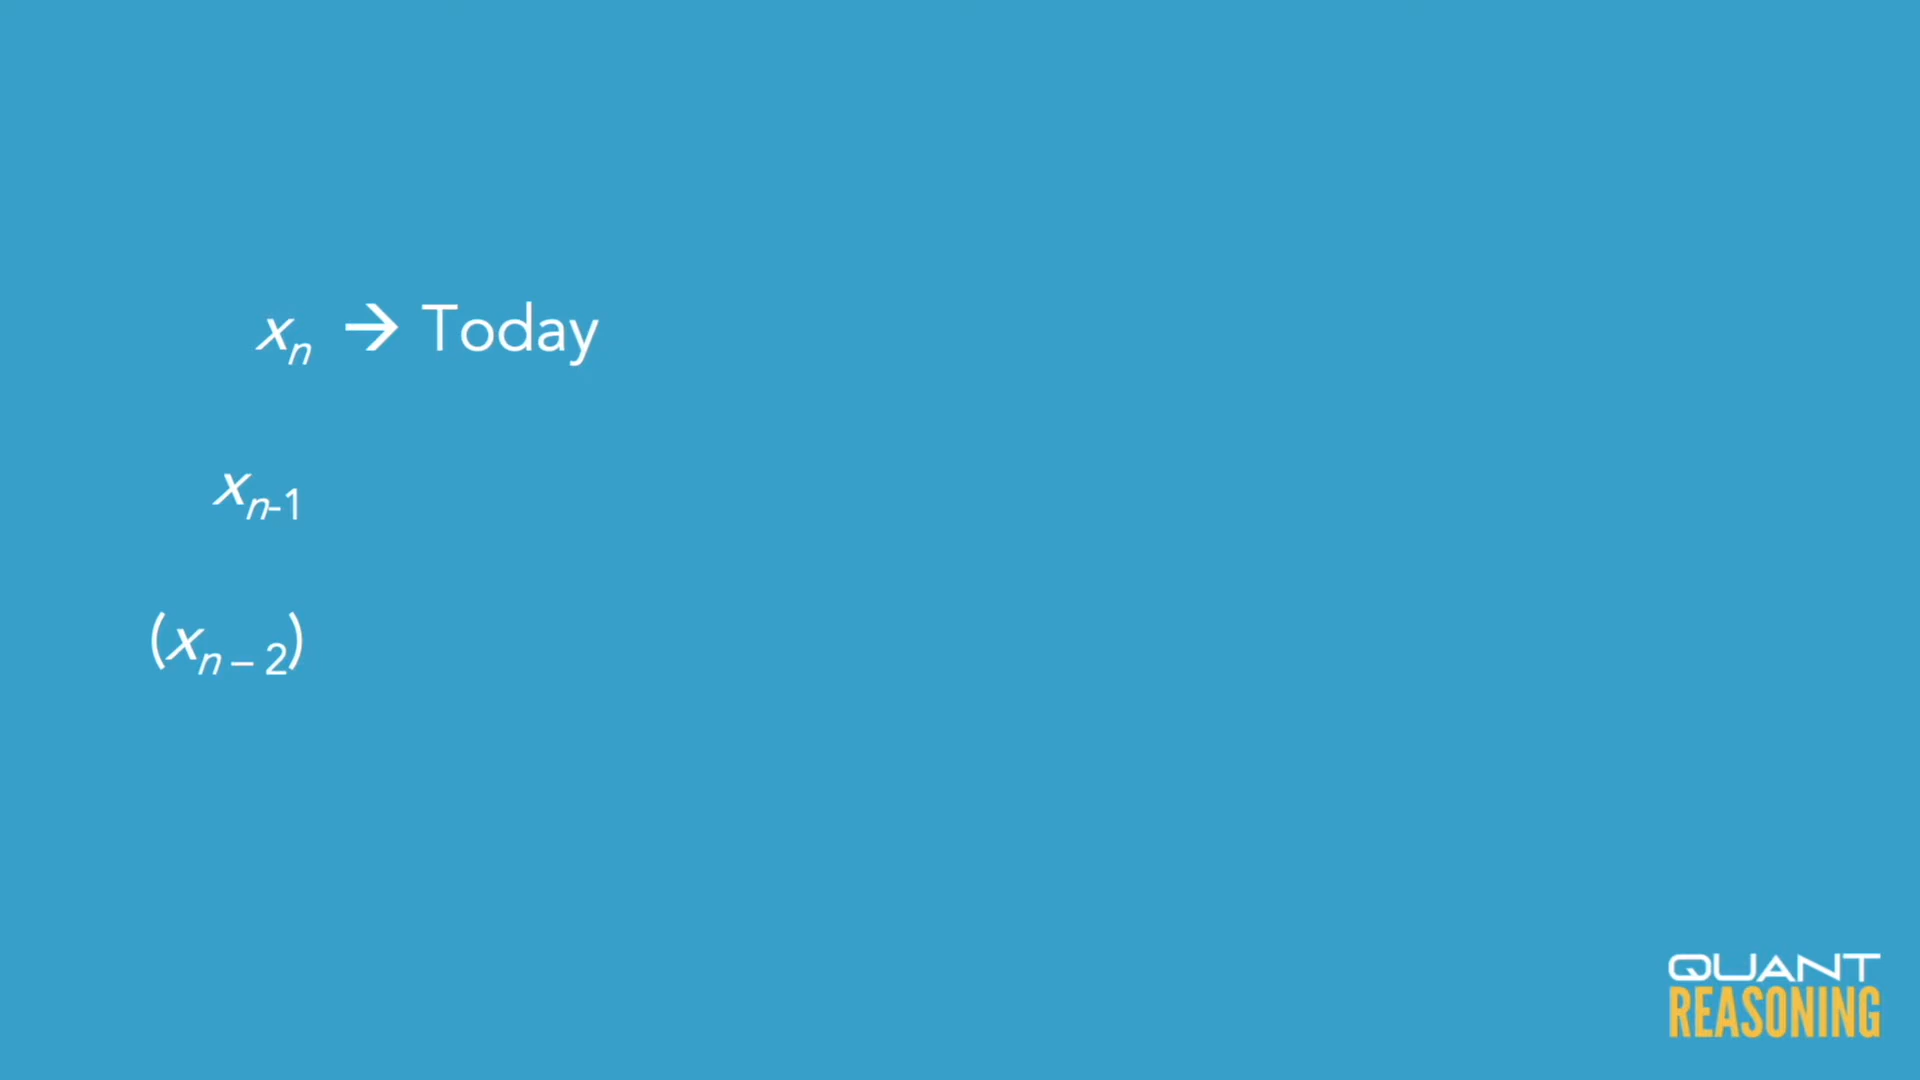 xₙ → Today
xₙ₋₁
(xₙ ₋ ₂)
QUANT
REASONING